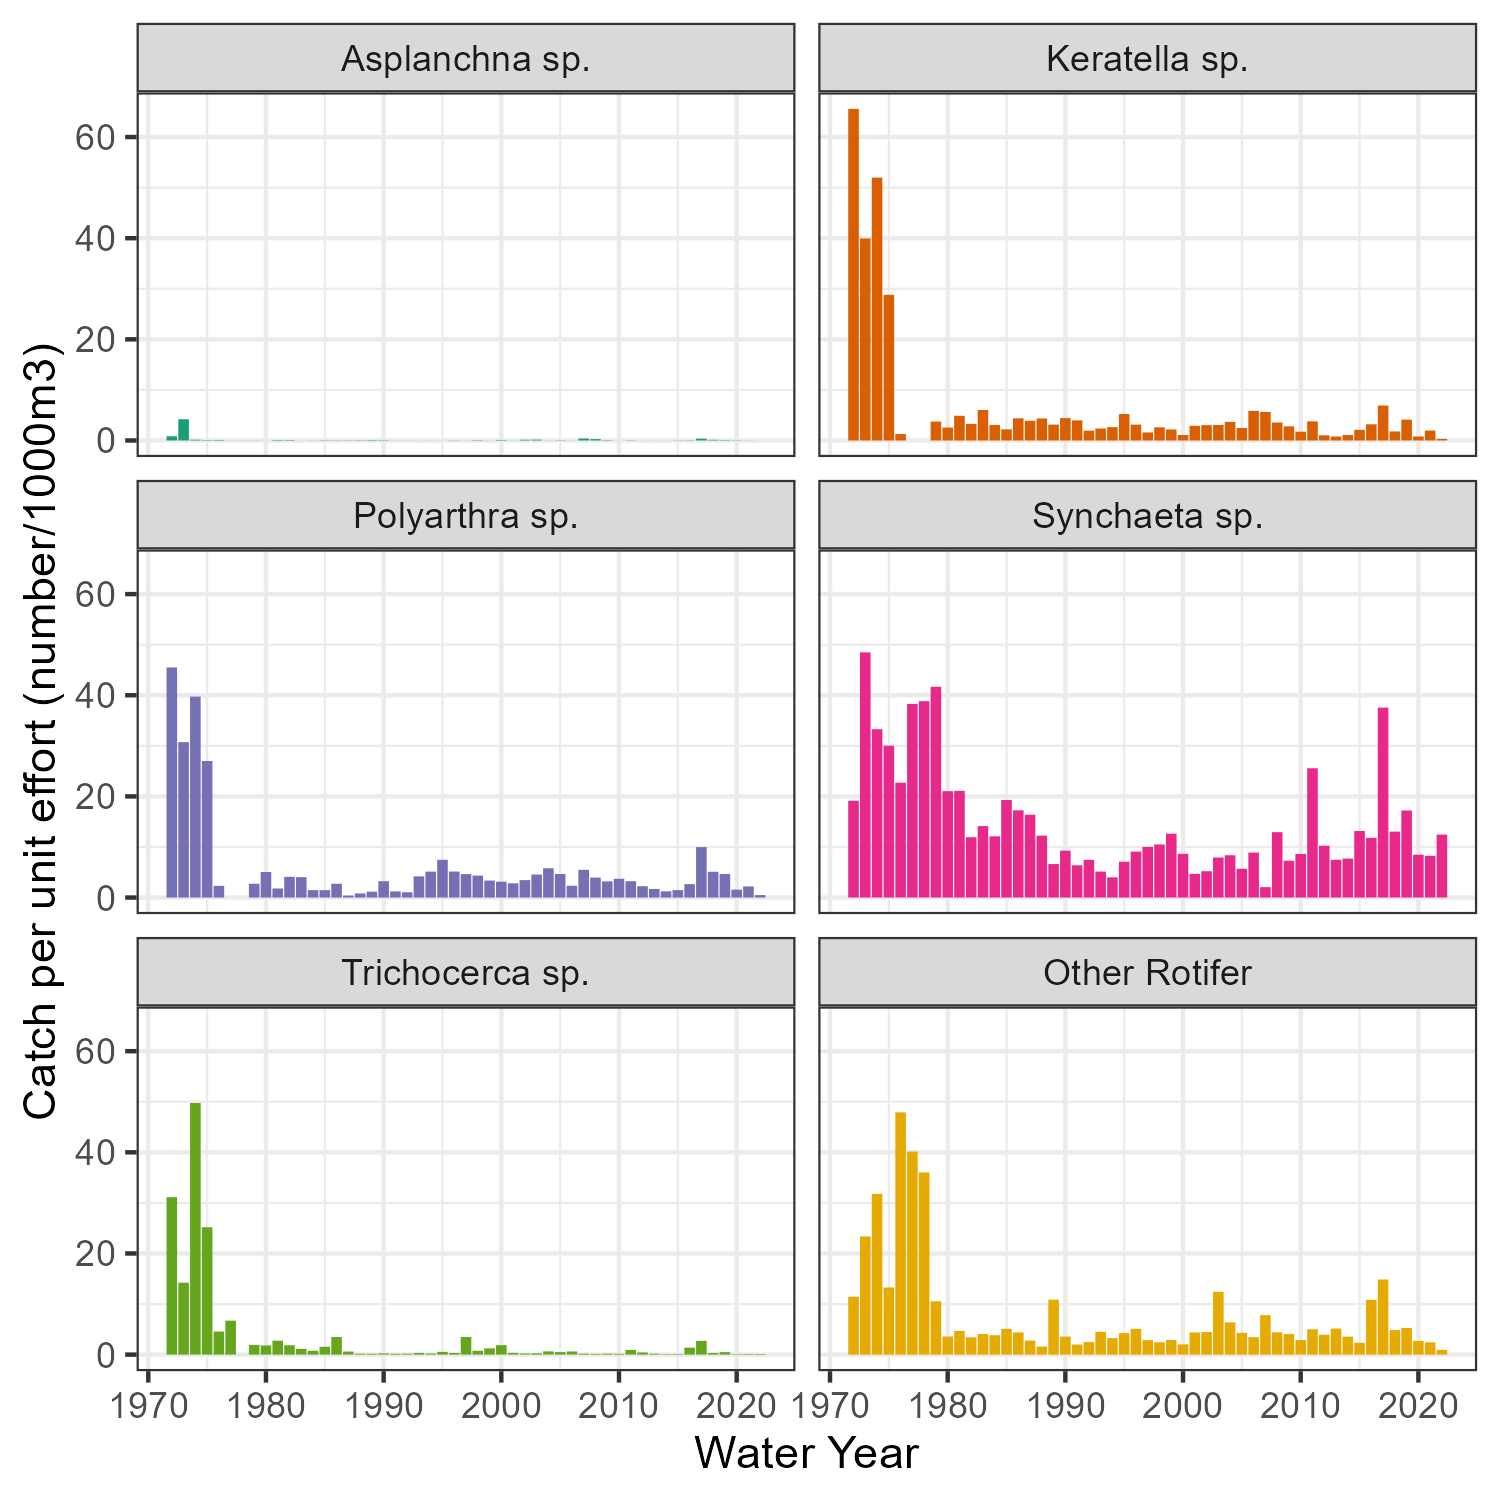 Asplanchna sp.
Keratella sp.
60
40
20
0
Polyarthra sp.
Synchaeta sp.
60
40
20
0
Trichocerca sp.
Other Rotifer
60
40
20
0
1970 1980 1990 2000 2010 2020
1970 1980 1990 2000 2010 2020
Water Year
Catch per unit effort (number/1000m3)